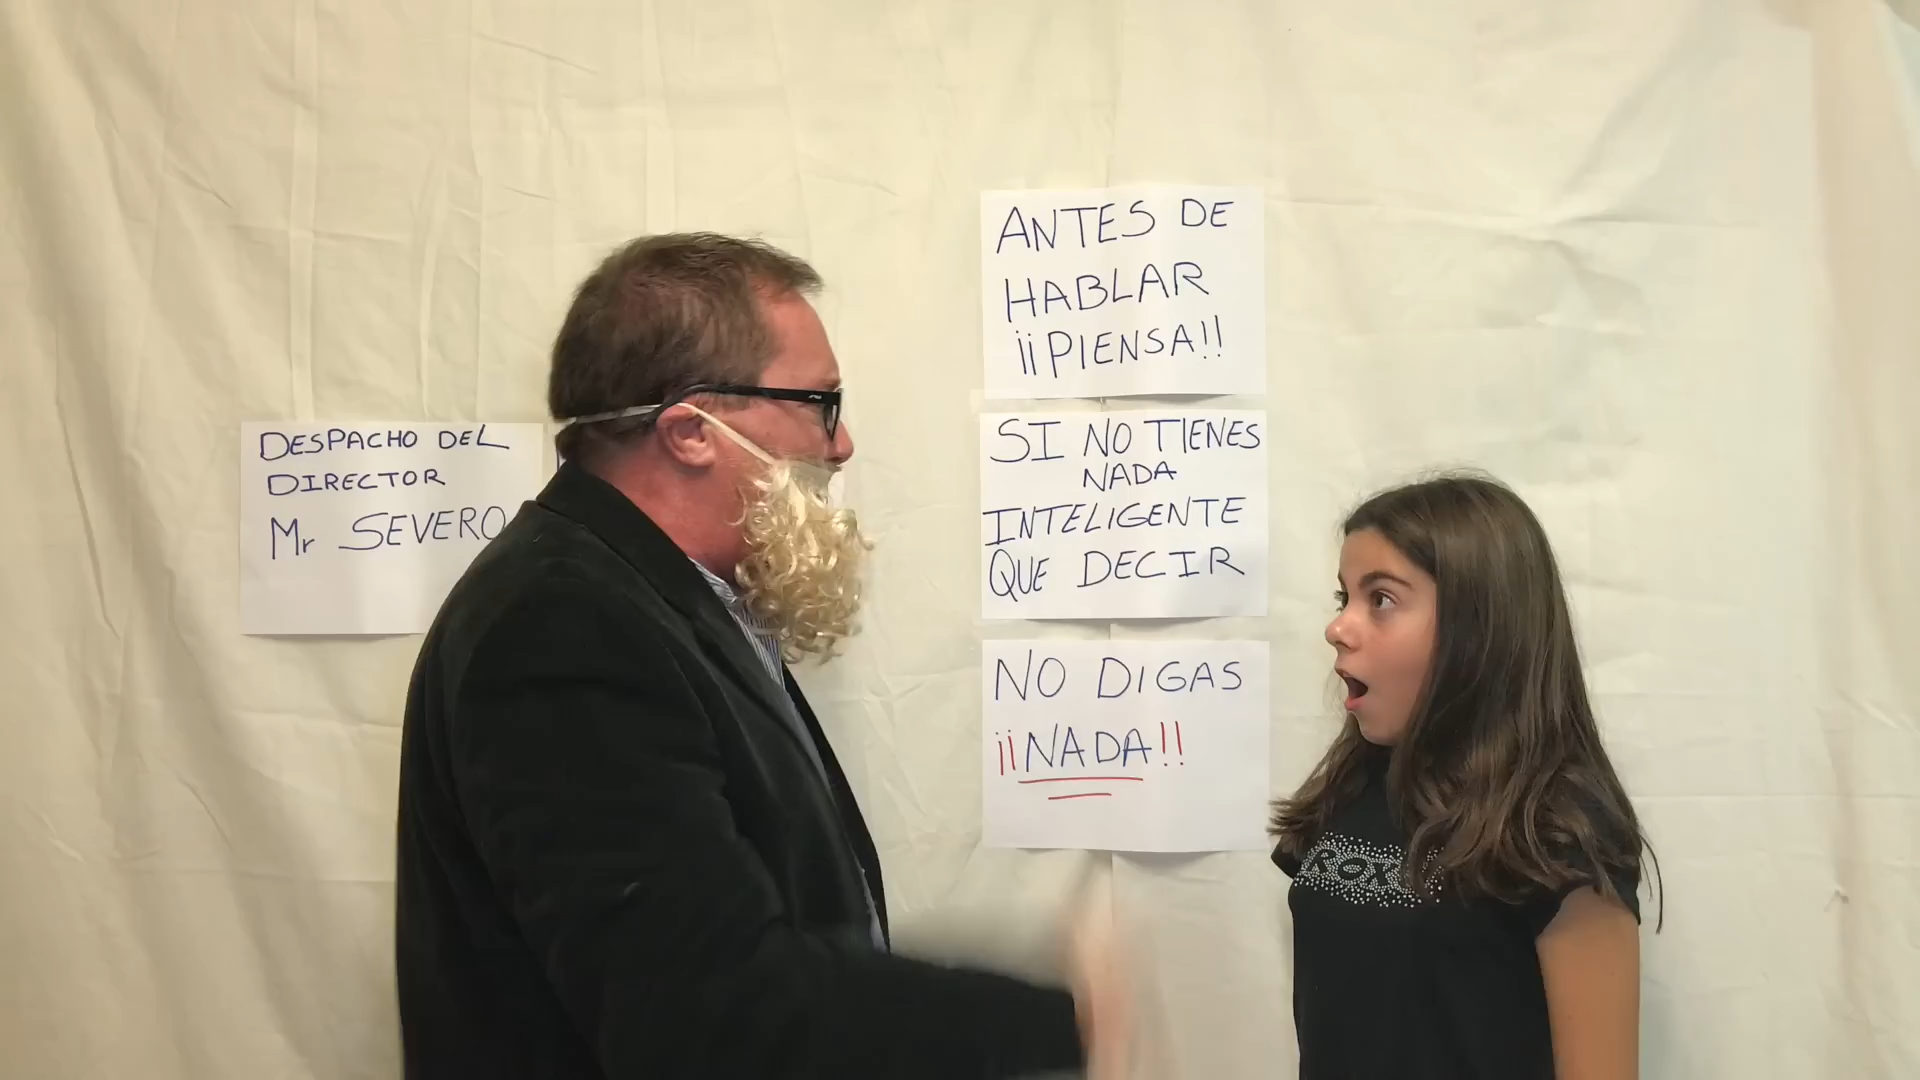 DESPACHO DEL
DIRECTOR
Mr SEVERO
ANTES DE
HABLAR
¡¡PIENSA!!
SI NO TIENES
NADA
INTELIGENTE
QUE DECIR
NO DIGAS
¡¡NADA!!